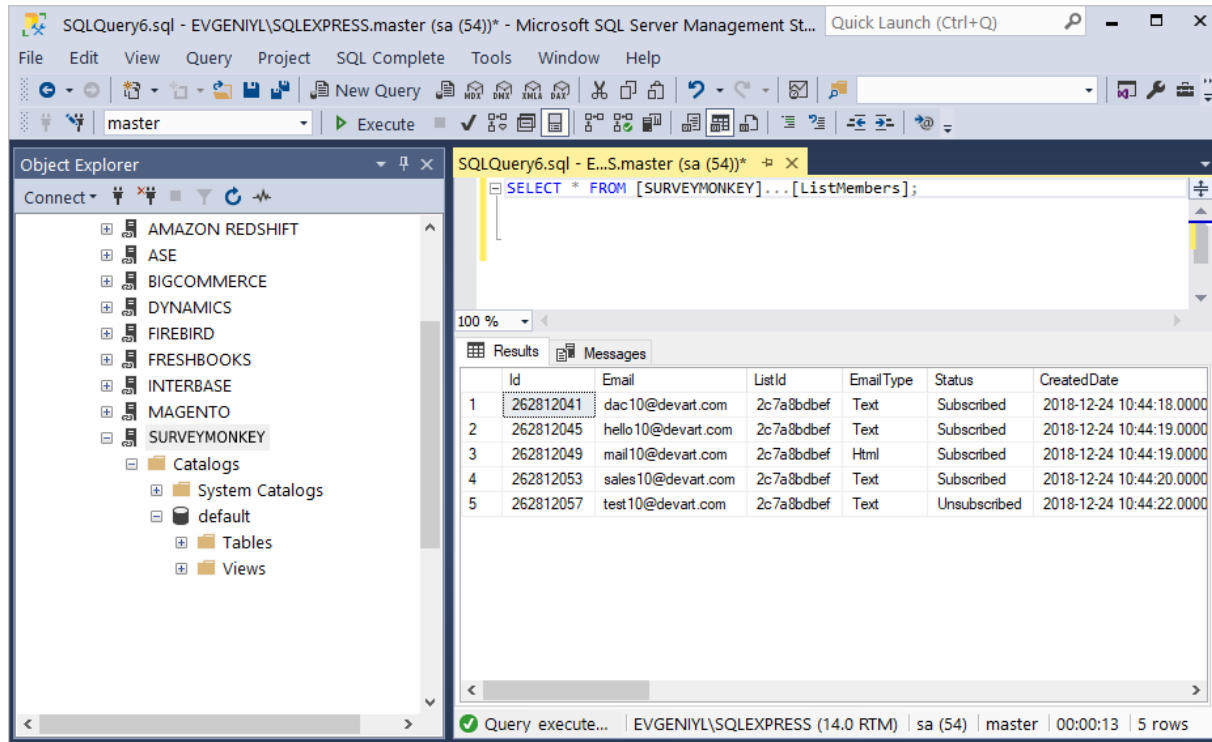 SQLQuery6.sql - EVGENIYL\SQLEXPRESS.master (sa (54))* - Microsoft SQL Server Management St... Quick Launch (Ctrl+Q)
File Edit View Query Project SQL Complete Tools Window Help
New Query MDX DMX XMLA DAX
master Execute
Object Explorer
Connect
AMAZON REDSHIFT
ASE
BIGCOMMERCE
DYNAMICS
FIREBIRD
FRESHBOOKS
INTERBASE
MAGENTO
SURVEYMONKEY
Catalogs
System Catalogs
default
Tables
Views
SQLQuery6.sql - E...S.master (sa (54))*
SELECT * FROM [SURVEYMONKEY]...[ListMembers];
100 %
Results Messages
Id Email ListId EmailType Status CreatedDate
1 262812041 dac10@devart.com 2c7a8bdbef Text Subscribed 2018-12-24 10:44:18.0000
2 262812045 hello10@devart.com 2c7a8bdbef Text Subscribed 2018-12-24 10:44:19.0000
3 262812049 mail10@devart.com 2c7a8bdbef Html Subscribed 2018-12-24 10:44:19.0000
4 262812053 sales10@devart.com 2c7a8bdbef Text Subscribed 2018-12-24 10:44:20.0000
5 262812057 test10@devart.com 2c7a8bdbef Text Unsubscribed 2018-12-24 10:44:22.0000
Query execute... EVGENIYL\SQLEXPRESS (14.0 RTM) sa (54) master 00:00:13 5 rows